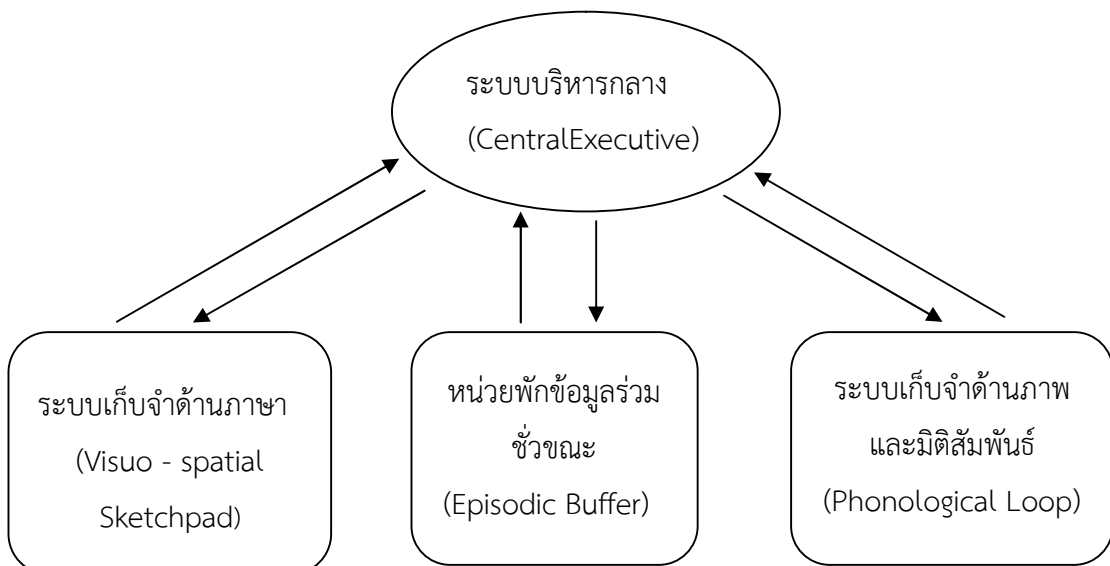 ระบบบริหารกลาง
(CentralExecutive)
ระบบเก็บจำด้านภาษา
(Visuo - spatial
Sketchpad)
หน่วยพักข้อมูลร่วม
ชั่วขณะ
(Episodic Buffer)
ระบบเก็บจำด้านภาพ
และมิติสัมพันธ์
(Phonological Loop)